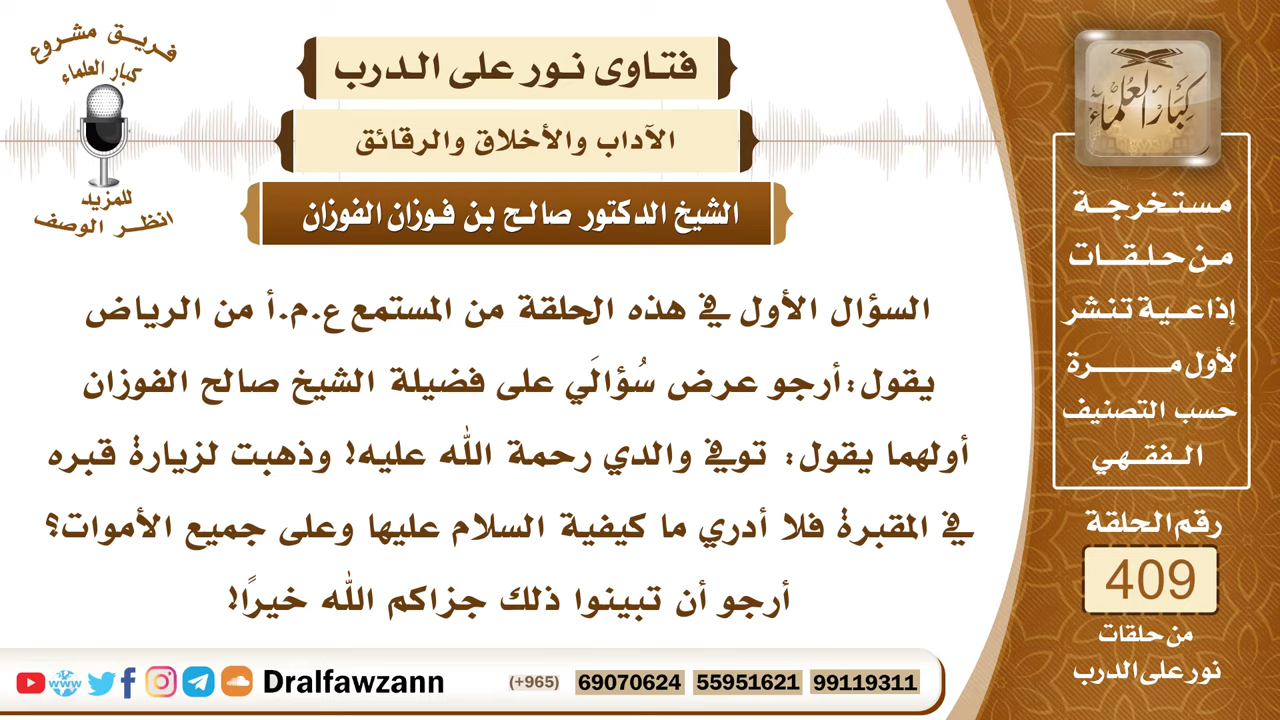 فريق مشروع
كبار العلماء
للمزيد
انظر الوصف
فتاوى نور على الدرب
الآداب والأخلاق والرقائق
الشيخ الدكتور صالح بن فوزان الفوزان
السؤال الأول في هذه الحلقة من المستمع ع.م.أ من الرياض
يقول: أرجو عرض سُؤالَي على فضيلة الشيخ صالح الفوزان
أولهما يقول: توفي والدي رحمة الله عليه! وذهبت لزيارة قبره
في المقبرة فلا أدري ما كيفية السلام عليها وعلى جميع الأموات؟
أرجو أن تبينوا ذلك جزاكم الله خيرًا!
كبار العلماء
مستخرجة
من حلقات
إذاعية تنشر
لأول مرة
حسب التصنيف
الفقهي
رقم الحلقة
409
من حلقات
نور على الدرب
www
Dralfawzann
(+965) 69070624 55951621 99119311